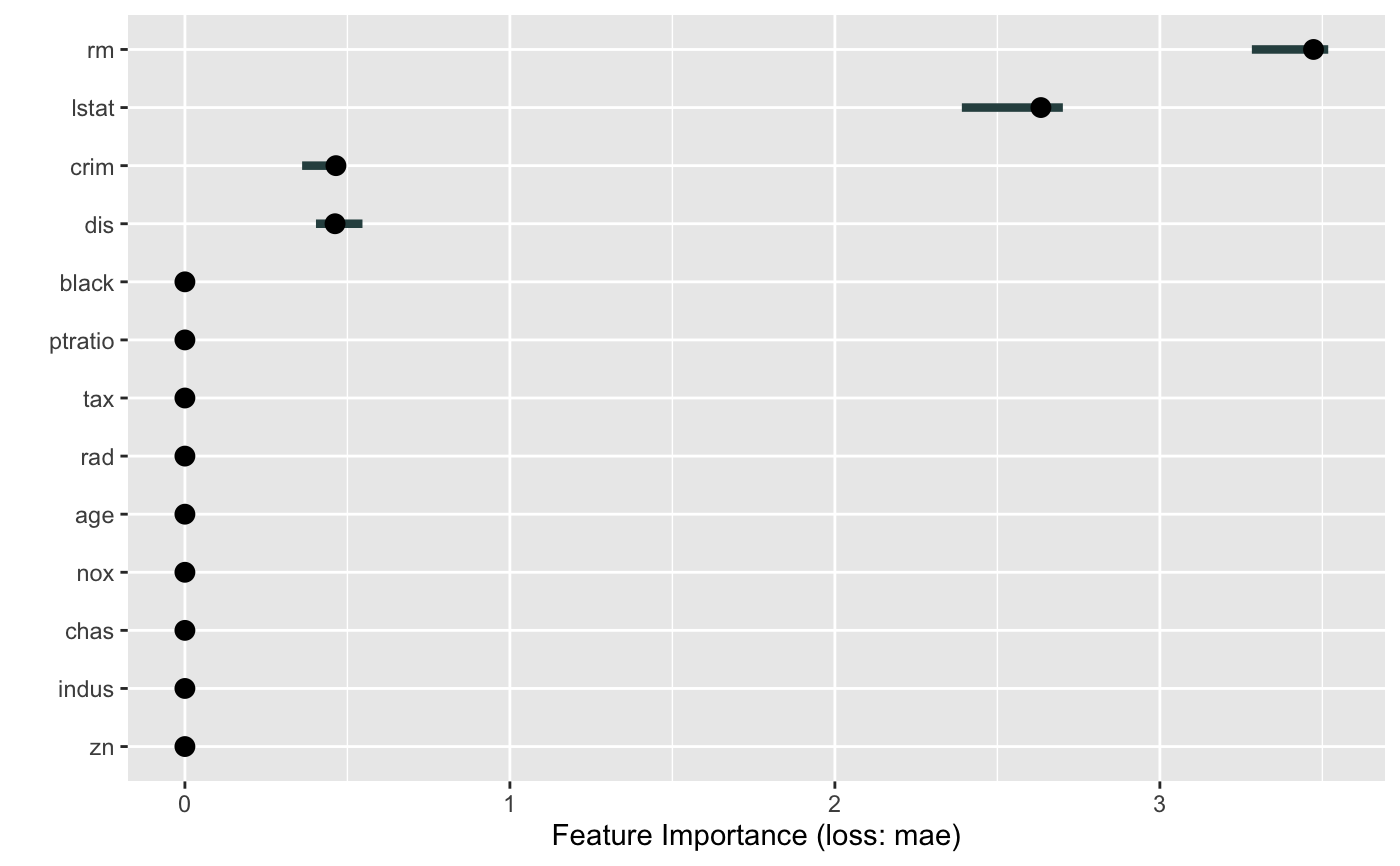 rm
lstat
crim
dis
black
ptratio
tax
rad
age
nox
chas
indus
zn
0 1 2 3
Feature Importance (loss: mae)